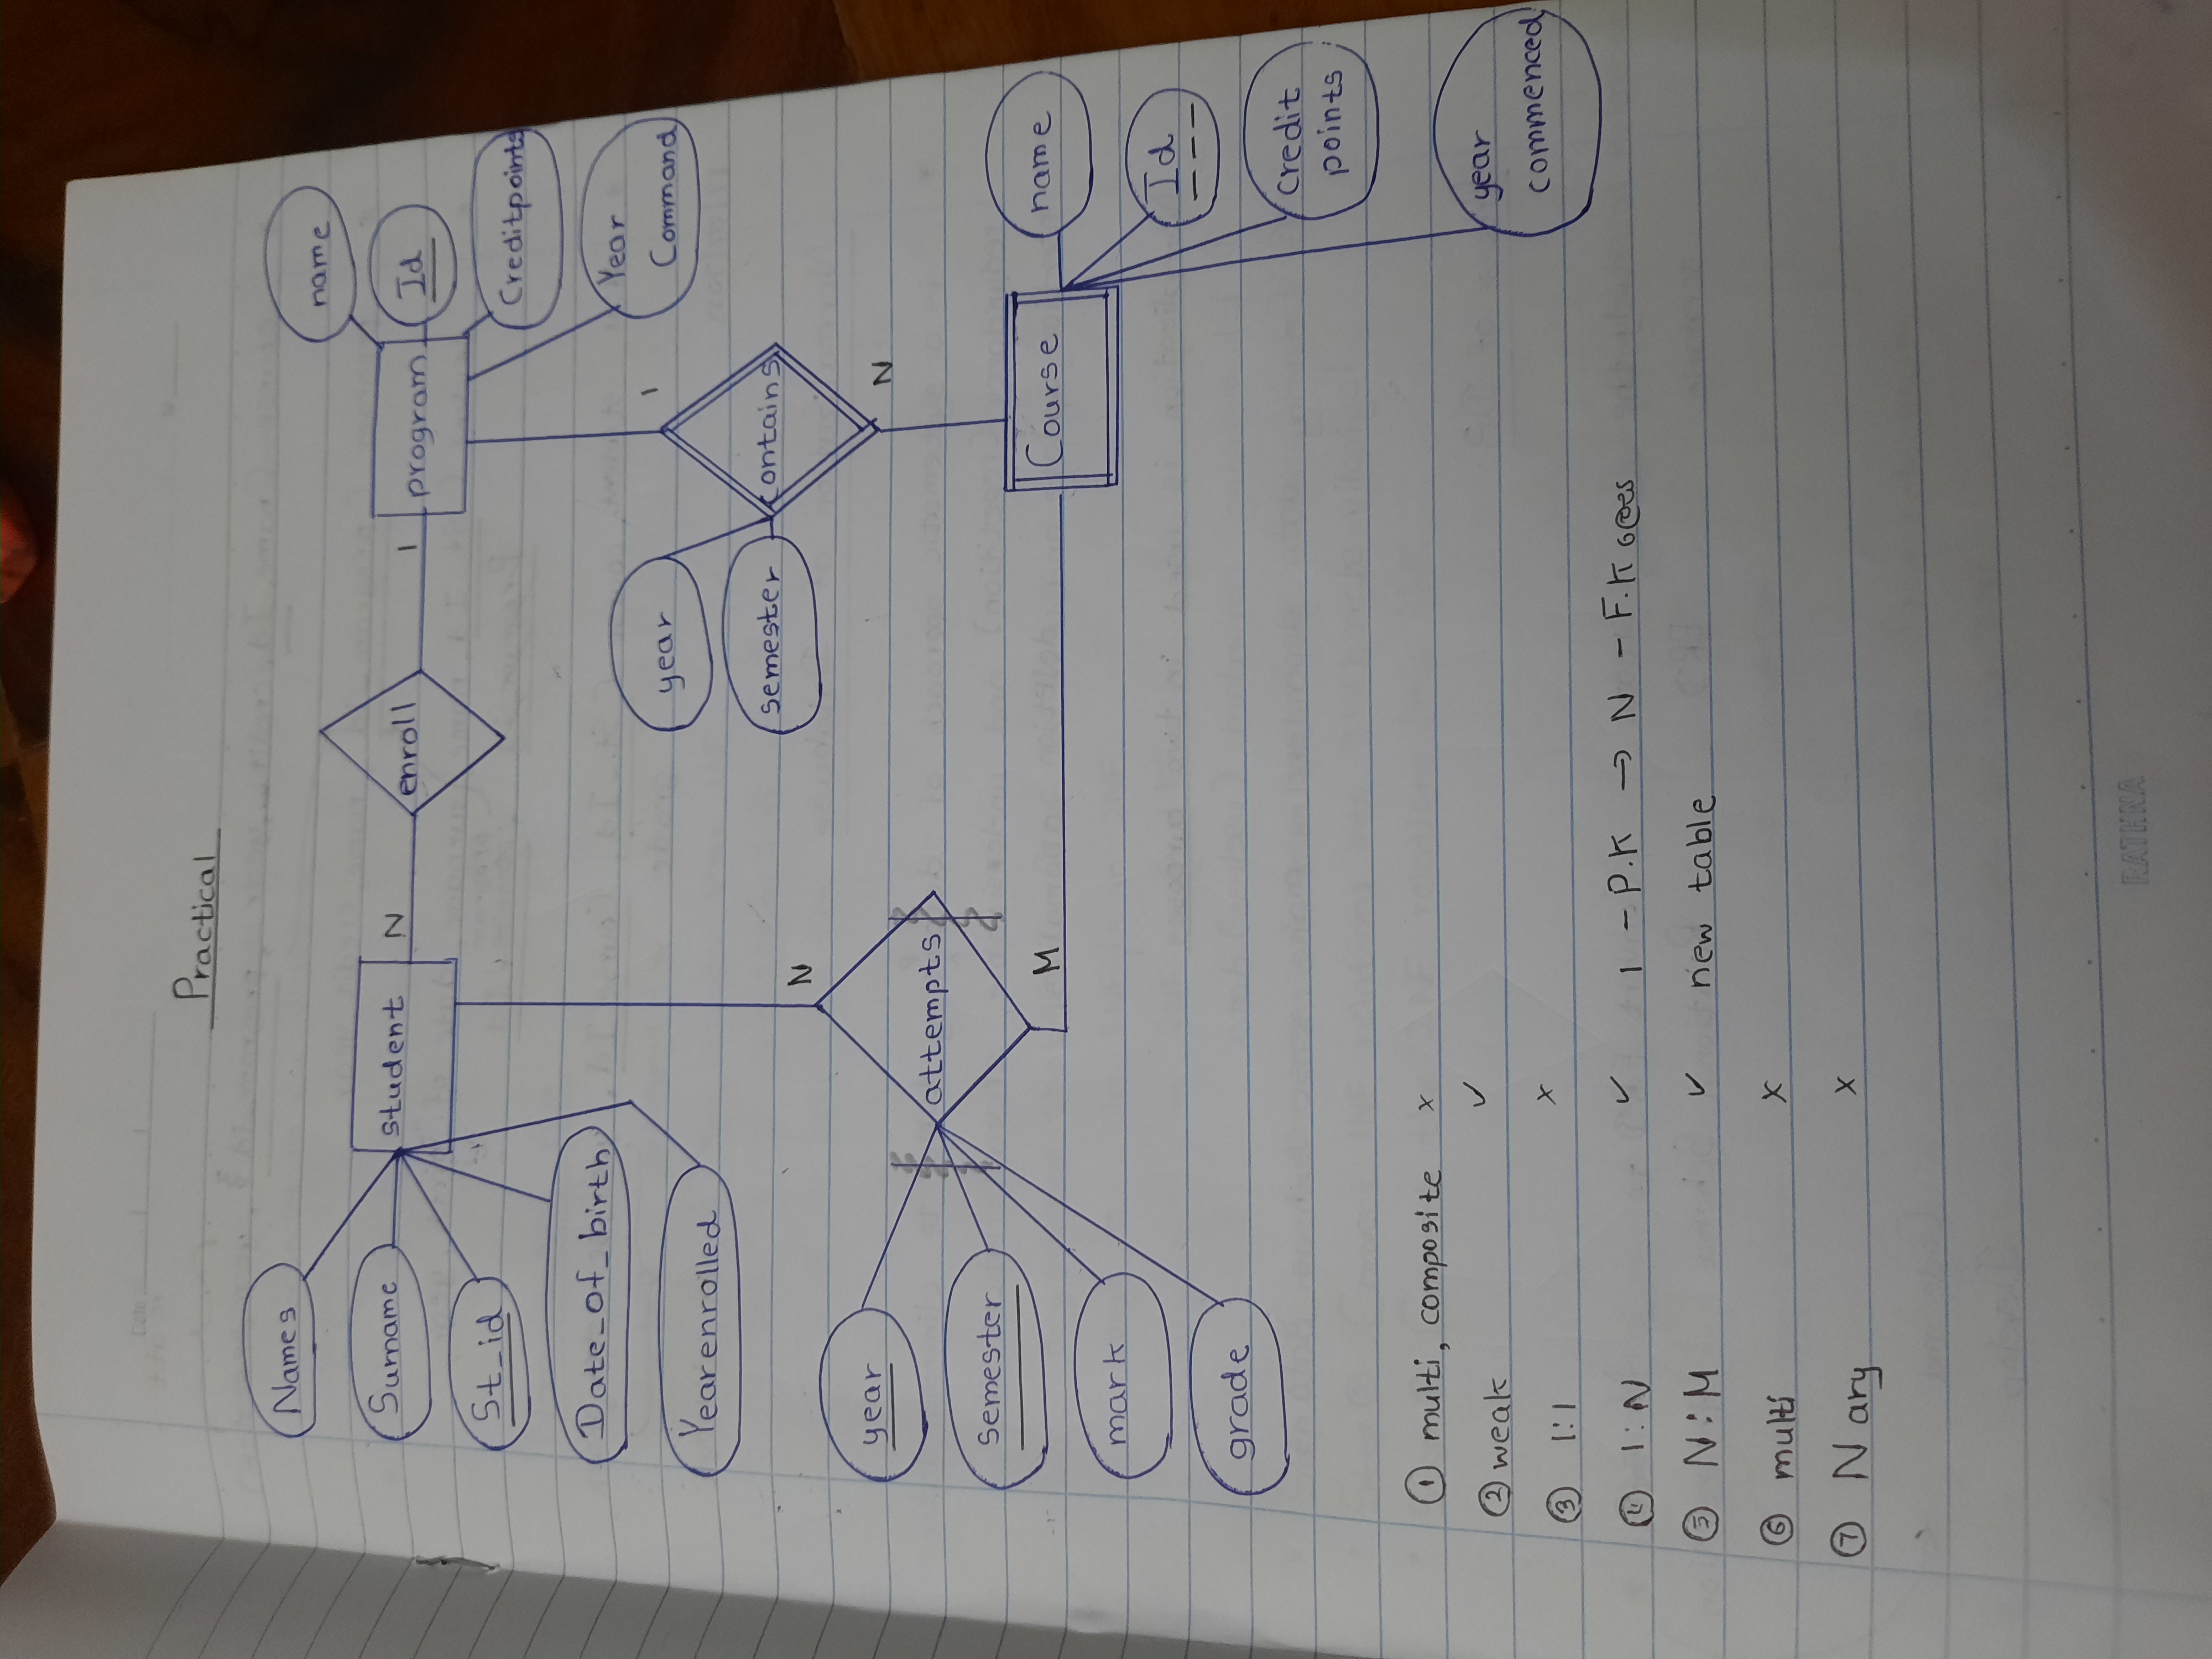 Date
Practical
Names
Surname
St_id
Date_of_birth
Yearenrolled
student
N
enroll
1
program
name
Id
Creditpoints
Year
Command
year
semester
contains
1
N
N
attempts
M
year
semester
mark
grade
Course
name
Id
credit
points
year
commenced
① multi, composite x
② weak ✓
③ 1:1 x
④ 1:N ✓ 1 - P.K → N - F.K goes
⑤ N:M ✓ new table
⑥ multi x
⑦ N ary x
RATHNA